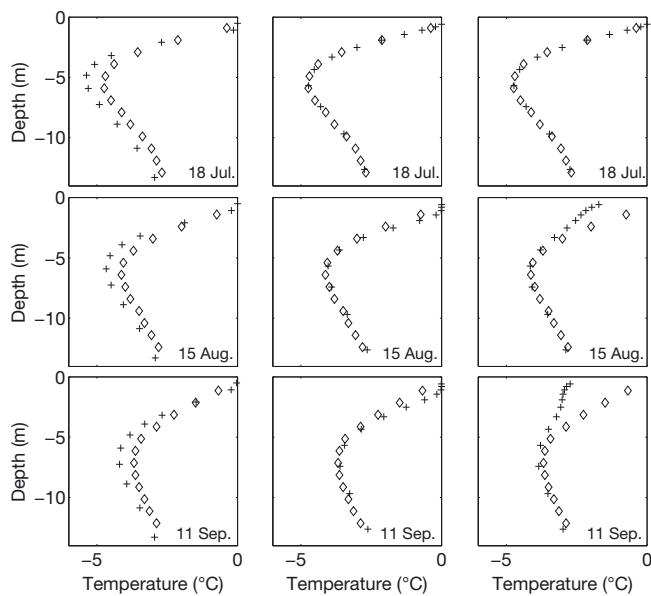 0
Depth (m)
−5
−10
18 Jul.
18 Jul.
18 Jul.
0
Depth (m)
−5
−10
15 Aug.
15 Aug.
15 Aug.
0
Depth (m)
−5
−10
11 Sep.
11 Sep.
11 Sep.
−5 0 −5 0 −5 0
Temperature (°C) Temperature (°C) Temperature (°C)